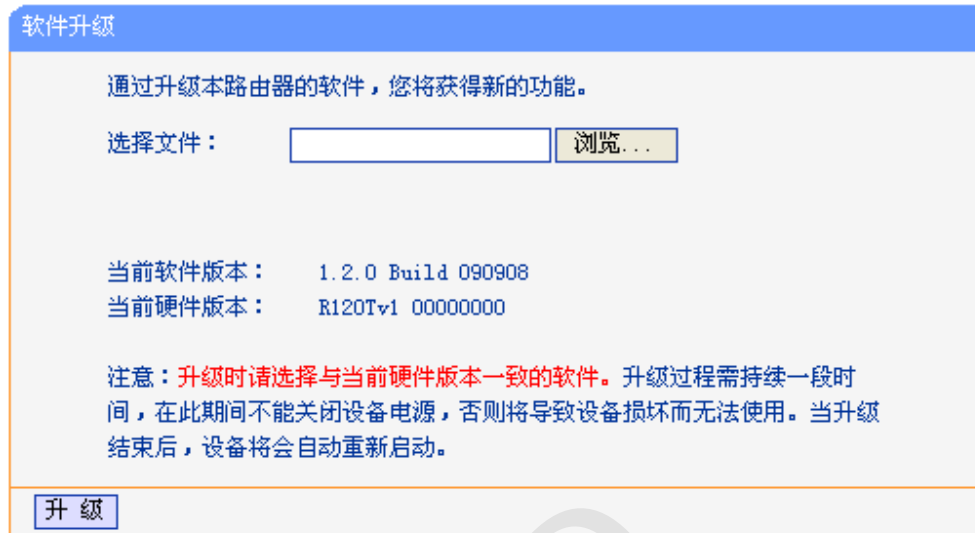 软件升级
通过升级本路由器的软件，您将获得新的功能。
选择文件： 浏览...
当前软件版本： 1.2.0 Build 090908
当前硬件版本： R120Tv1 00000000
注意：升级时请选择与当前硬件版本一致的软件。升级过程需持续一段时
间，在此期间不能关闭设备电源，否则将导致设备损坏而无法使用。当升级
结束后，设备将会自动重新启动。
升 级